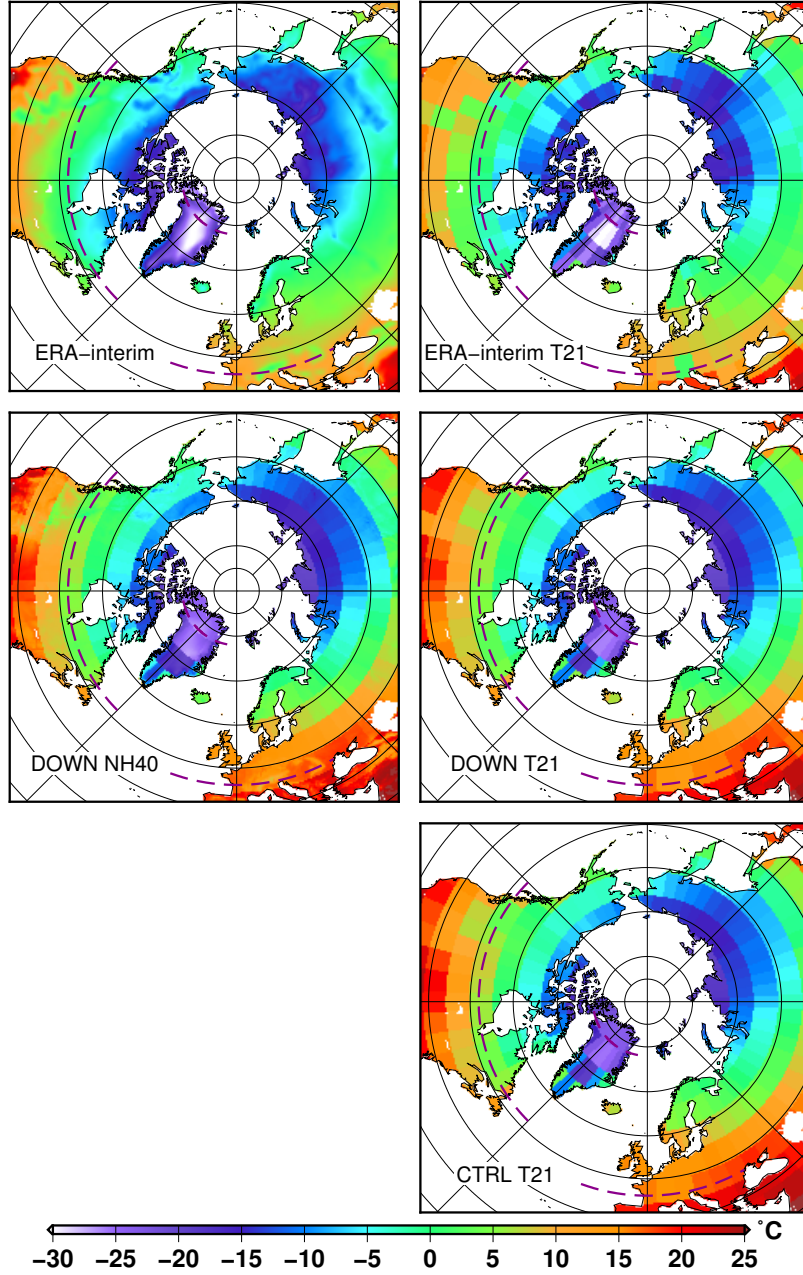 ERA−interim
ERA−interim T21
DOWN NH40
DOWN T21
CTRL T21
˚C
−30 −25 −20 −15 −10 −5 0 5 10 15 20 25